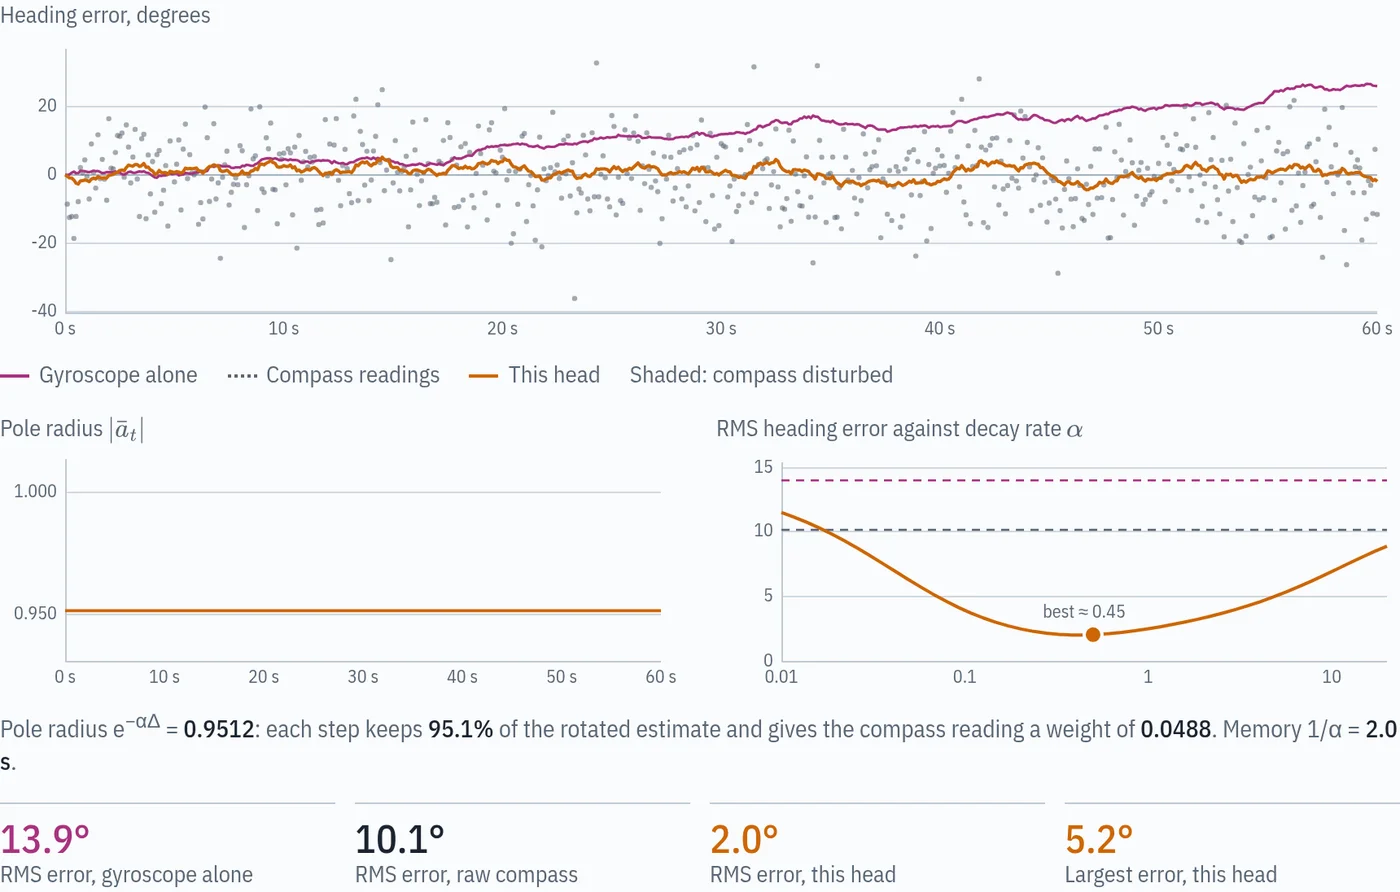 Heading error, degrees
20
0
-20
-40
0 s 10 s 20 s 30 s 40 s 50 s 60 s
Gyroscope alone Compass readings This head Shaded: compass disturbed
Pole radius |ā_t|
1.000
0.950
0 s 10 s 20 s 30 s 40 s 50 s 60 s
RMS heading error against decay rate α
15
10
5
0
best ≈ 0.45
0.01 0.1 1 10
Pole radius e^−αΔ = 0.9512: each step keeps 95.1% of the rotated estimate and gives the compass reading a weight of 0.0488. Memory 1/α = 2.0
s.
13.9° 10.1° 2.0° 5.2°
RMS error, gyroscope alone RMS error, raw compass RMS error, this head Largest error, this head